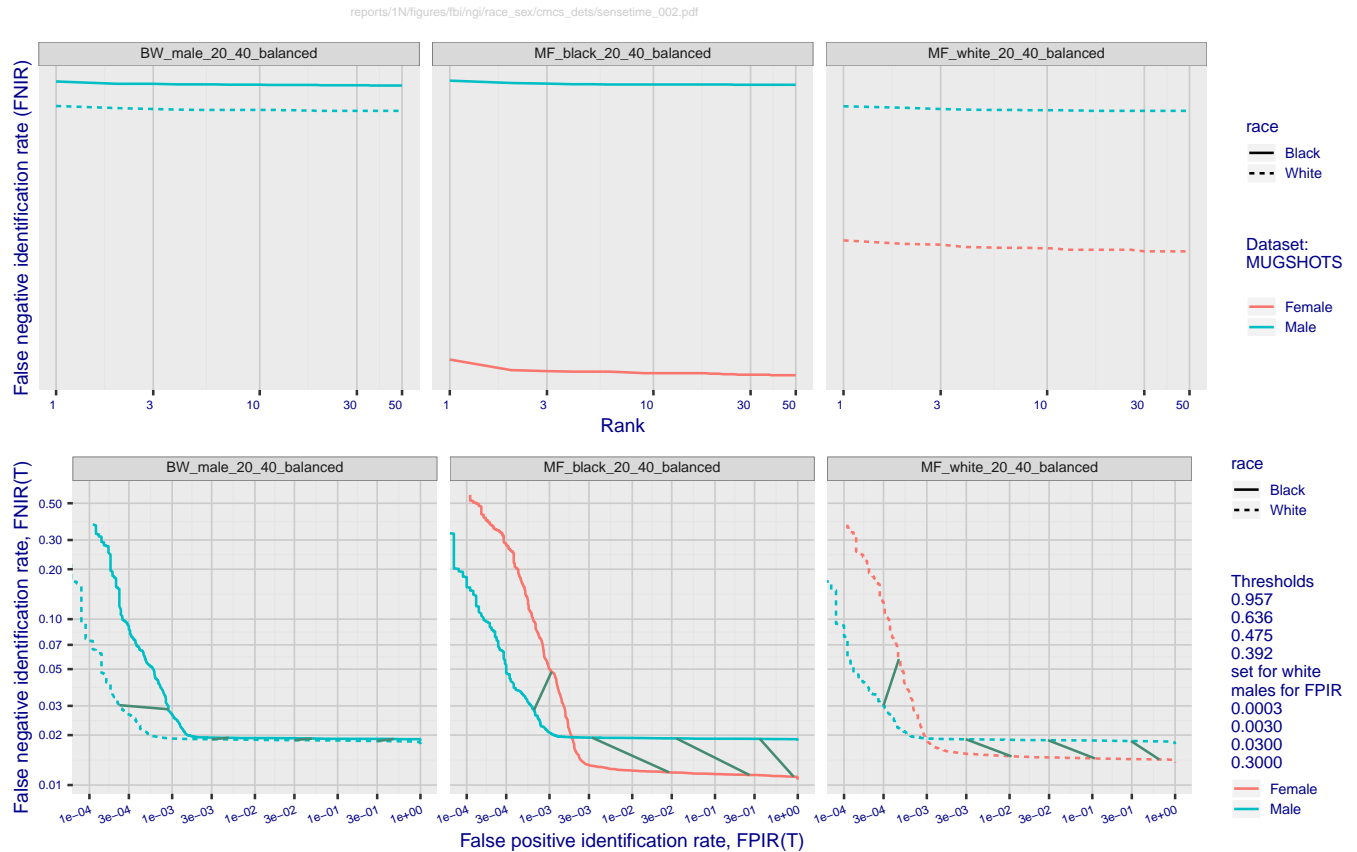 reports/1N/figures/fbi/ngi/race_sex/cmcs_dets/sensetime_002.pdf
BW_male_20_40_balanced
MF_black_20_40_balanced
MF_white_20_40_balanced
False negative identification rate (FNIR)
1 3 10 30 50
1 3 10 30 50
1 3 10 30 50
Rank
race
Black
White
Dataset:
MUGSHOTS
Female
Male
BW_male_20_40_balanced
MF_black_20_40_balanced
MF_white_20_40_balanced
False negative identification rate, FNIR(T)
0.50
0.30
0.20
0.10
0.07
0.05
0.03
0.02
0.01
1e−04 3e−04 1e−03 3e−03 1e−02 3e−02 1e−01 3e−01 1e+00
1e−04 3e−04 1e−03 3e−03 1e−02 3e−02 1e−01 3e−01 1e+00
1e−04 3e−04 1e−03 3e−03 1e−02 3e−02 1e−01 3e−01 1e+00
False positive identification rate, FPIR(T)
race
Black
White
Thresholds
0.957
0.636
0.475
0.392
set for white
males for FPIR
0.0003
0.0030
0.0300
0.3000
Female
Male